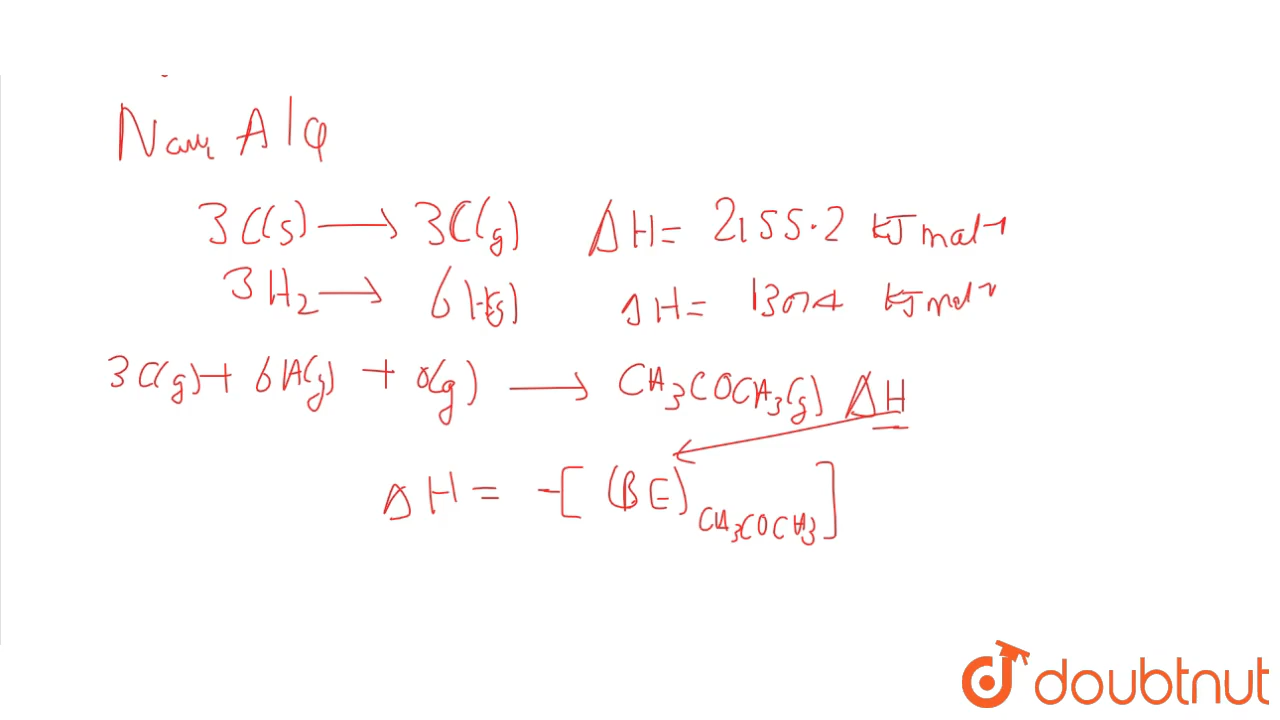 Now A|Q
3C(s) ⟶ 3C(g) ΔH = 2155.2 kJ mol⁻¹
3H₂ ⟶ 6H(g) ΔH = 1304 kJ mol⁻¹
3C(g) + 6H(g) + O(g) ⟶ CH₃COCH₃(g) ΔH
ΔH = -[(BE)CH₃COCH₃]
doubtnut